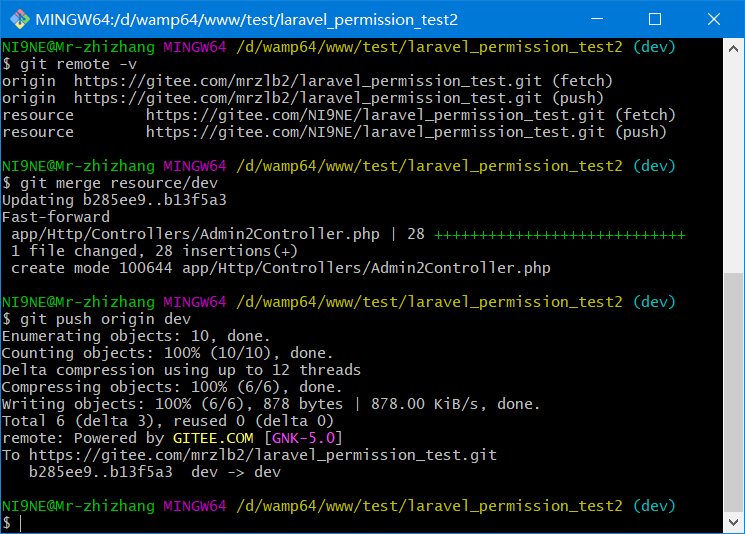 MINGW64:/d/wamp64/www/test/laravel_permission_test2
NI9NE@Mr-zhizhang MINGW64 /d/wamp64/www/test/laravel_permission_test2 (dev)
$ git remote -v
origin  https://gitee.com/mrzlb2/laravel_permission_test.git (fetch)
origin  https://gitee.com/mrzlb2/laravel_permission_test.git (push)
resource        https://gitee.com/NI9NE/laravel_permission_test.git (fetch)
resource        https://gitee.com/NI9NE/laravel_permission_test.git (push)
NI9NE@Mr-zhizhang MINGW64 /d/wamp64/www/test/laravel_permission_test2 (dev)
$ git merge resource/dev
Updating b285ee9..b13f5a3
Fast-forward
 app/Http/Controllers/Admin2Controller.php | 28 ++++++++++++++++++++++++++++
 1 file changed, 28 insertions(+)
 create mode 100644 app/Http/Controllers/Admin2Controller.php
NI9NE@Mr-zhizhang MINGW64 /d/wamp64/www/test/laravel_permission_test2 (dev)
$ git push origin dev
Enumerating objects: 10, done.
Counting objects: 100% (10/10), done.
Delta compression using up to 12 threads
Compressing objects: 100% (6/6), done.
Writing objects: 100% (6/6), 878 bytes | 878.00 KiB/s, done.
Total 6 (delta 3), reused 0 (delta 0)
remote: Powered by GITEE.COM [GNK-5.0]
To https://gitee.com/mrzlb2/laravel_permission_test.git
   b285ee9..b13f5a3  dev -> dev
NI9NE@Mr-zhizhang MINGW64 /d/wamp64/www/test/laravel_permission_test2 (dev)
$